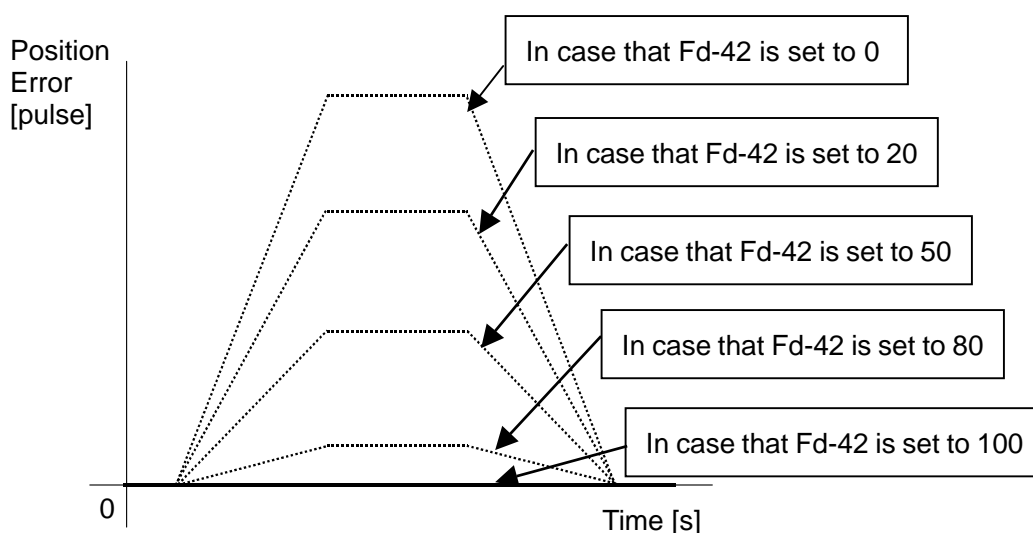 Position
Error
[pulse]
In case that Fd-42 is set to 0
In case that Fd-42 is set to 20
In case that Fd-42 is set to 50
In case that Fd-42 is set to 80
In case that Fd-42 is set to 100
0
Time [s]